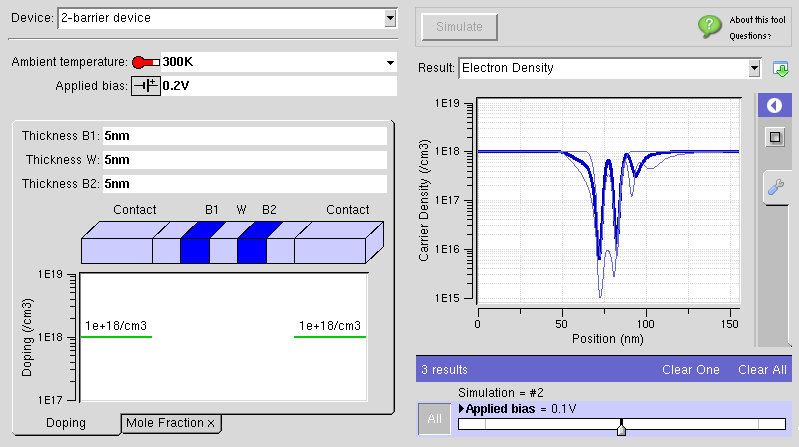 Device: 2-barrier device
Ambient temperature: 300K
Applied bias: 0.2V
Thickness B1: 5nm
Thickness W: 5nm
Thickness B2: 5nm
Contact B1 W B2 Contact
1E19
1E18
1E17
Doping (/cm3)
1e+18/cm3 1e+18/cm3
Doping Mole Fraction x
Simulate
About this tool
Questions?
Result: Electron Density
1E19
1E18
1E17
1E16
1E15
Carrier Density (/cm3)
0 50 100 150
Position (nm)
3 results Clear One Clear All
Simulation = #2
All
Applied bias = 0.1V